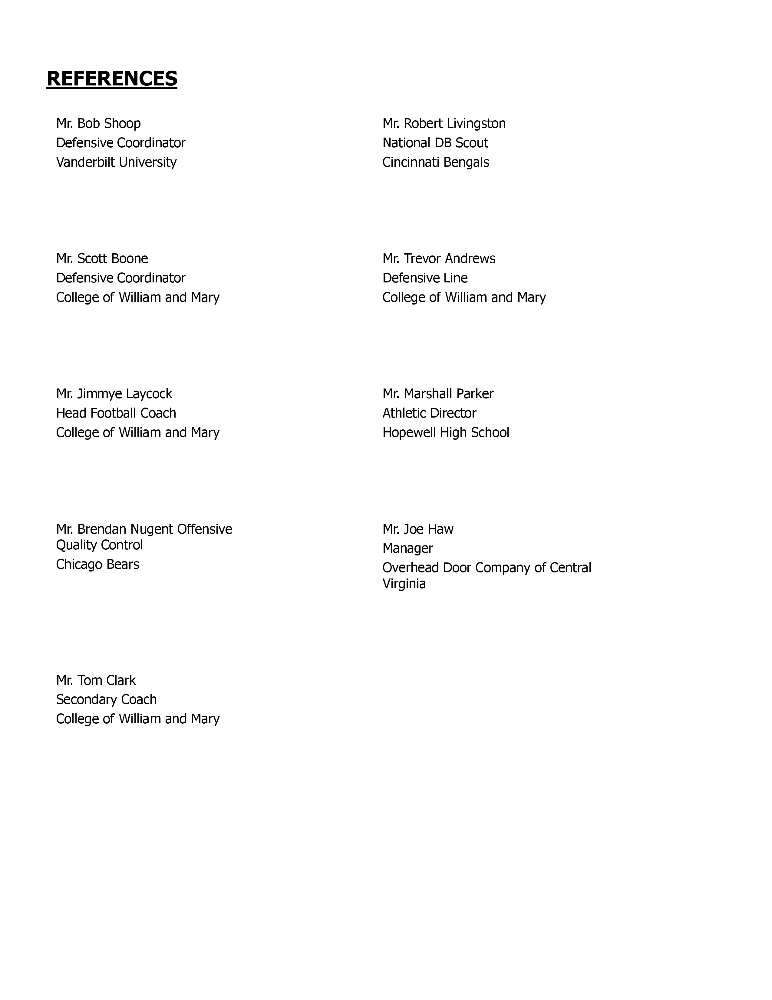 REFERENCES
Mr. Bob Shoop
Defensive Coordinator
Vanderbilt University
Mr. Robert Livingston
National DB Scout
Cincinnati Bengals
Mr. Scott Boone
Defensive Coordinator
College of William and Mary
Mr. Trevor Andrews
Defensive Line
College of William and Mary
Mr. Jimmye Laycock
Head Football Coach
College of William and Mary
Mr. Marshall Parker
Athletic Director
Hopewell High School
Mr. Brendan Nugent Offensive
Quality Control
Chicago Bears
Mr. Joe Haw
Manager
Overhead Door Company of Central
Virginia
Mr. Tom Clark
Secondary Coach
College of William and Mary